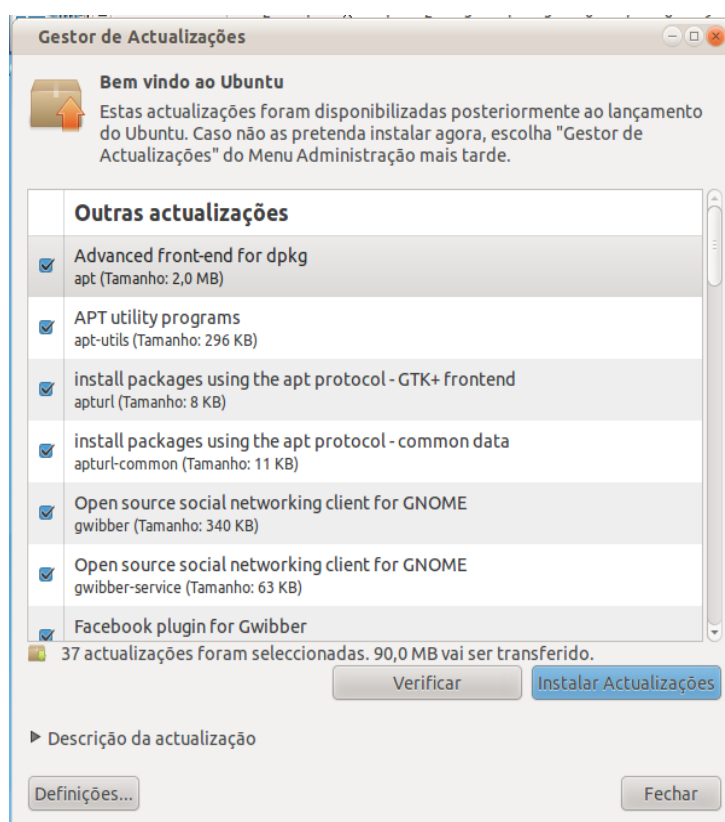 Gestor de Actualizações
Bem vindo ao Ubuntu
Estas actualizações foram disponibilizadas posteriormente ao lançamento
do Ubuntu. Caso não as pretenda instalar agora, escolha "Gestor de
Actualizações" do Menu Administração mais tarde.
Outras actualizações
Advanced front-end for dpkg
apt (Tamanho: 2,0 MB)
APT utility programs
apt-utils (Tamanho: 296 KB)
install packages using the apt protocol - GTK+ frontend
apturl (Tamanho: 8 KB)
install packages using the apt protocol - common data
apturl-common (Tamanho: 11 KB)
Open source social networking client for GNOME
gwibber (Tamanho: 340 KB)
Open source social networking client for GNOME
gwibber-service (Tamanho: 63 KB)
Facebook plugin for Gwibber
37 actualizações foram seleccionadas. 90,0 MB vai ser transferido.
Verificar
Instalar Actualizações
Descrição da actualização
Definições...
Fechar